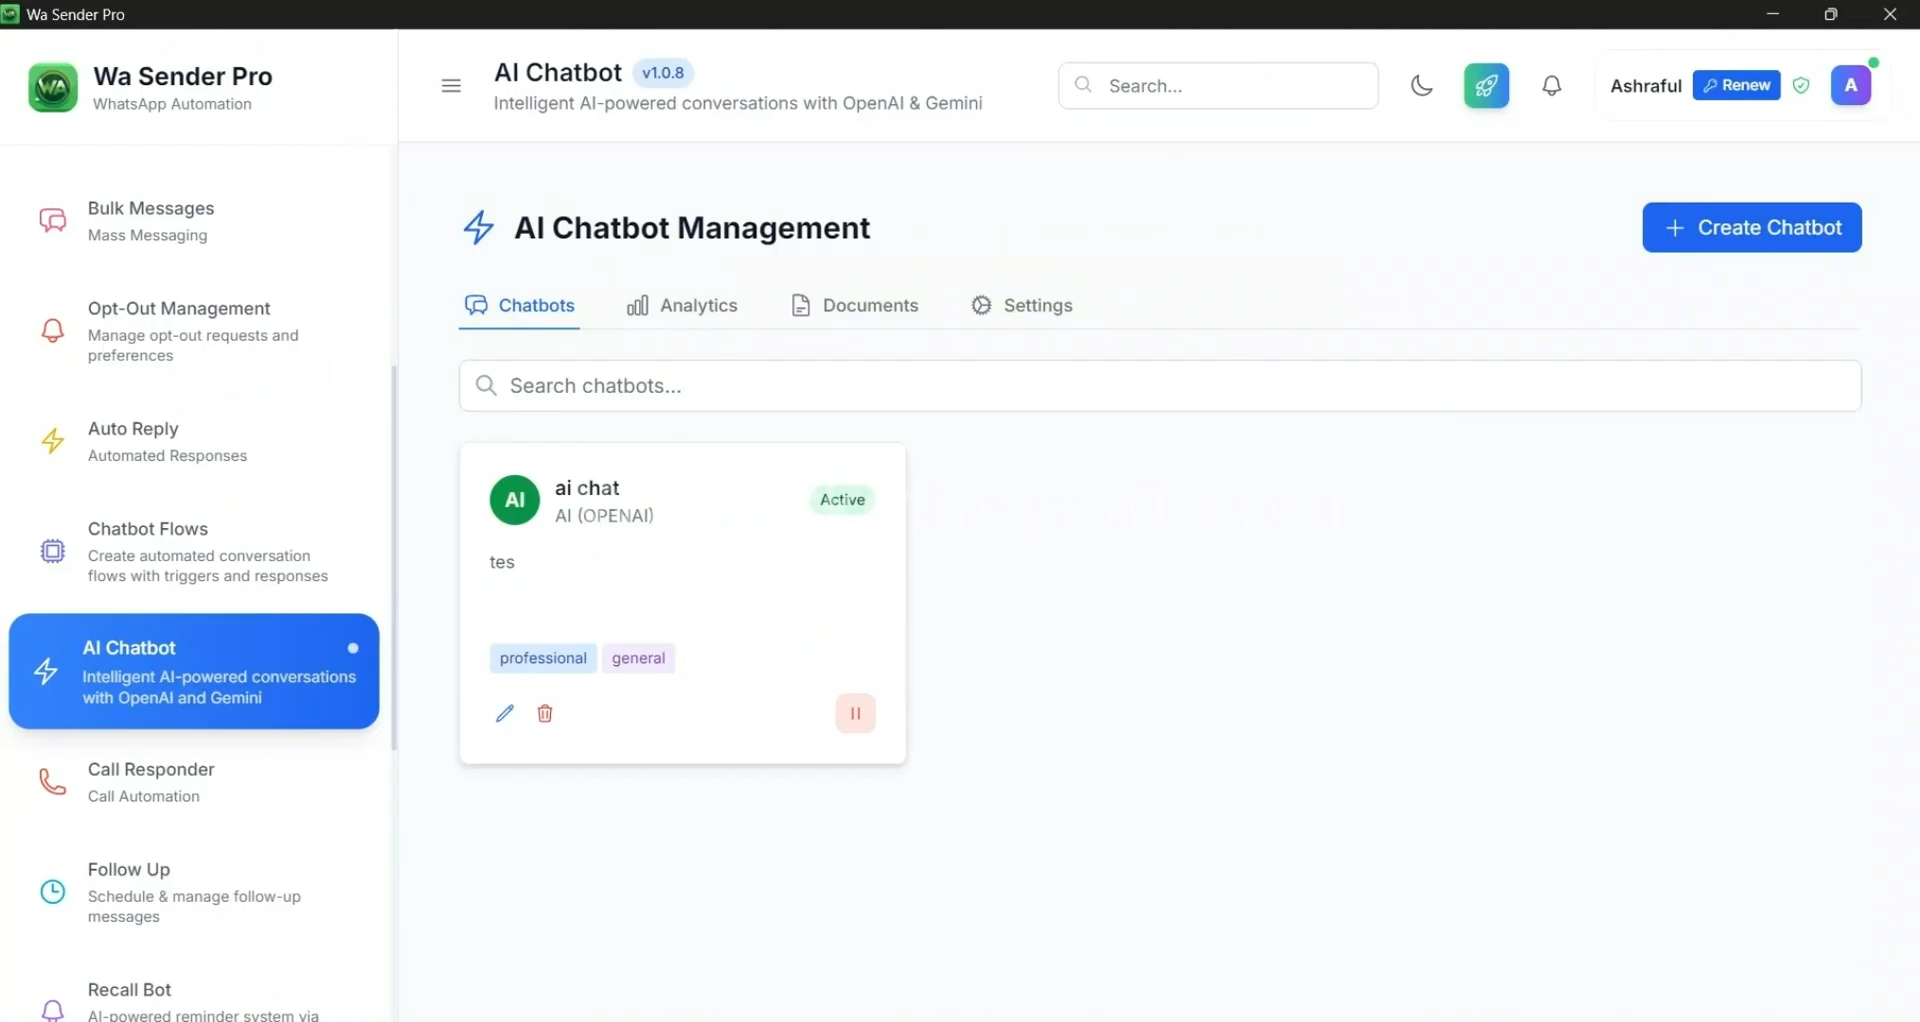 Wa Sender Pro
Wa Sender Pro
WhatsApp Automation
AI Chatbot v1.0.8
Intelligent AI-powered conversations with OpenAI & Gemini
Search...
Ashraful
Renew
A
Bulk Messages
Mass Messaging
Opt-Out Management
Manage opt-out requests and
preferences
Auto Reply
Automated Responses
Chatbot Flows
Create automated conversation
flows with triggers and responses
AI Chatbot
Intelligent AI-powered conversations
with OpenAI and Gemini
Call Responder
Call Automation
Follow Up
Schedule & manage follow-up
messages
Recall Bot
AI-powered reminder system via
AI Chatbot Management
Create Chatbot
Chatbots
Analytics
Documents
Settings
Search chatbots...
AI
ai chat
AI (OPENAI)
Active
tes
professional
general